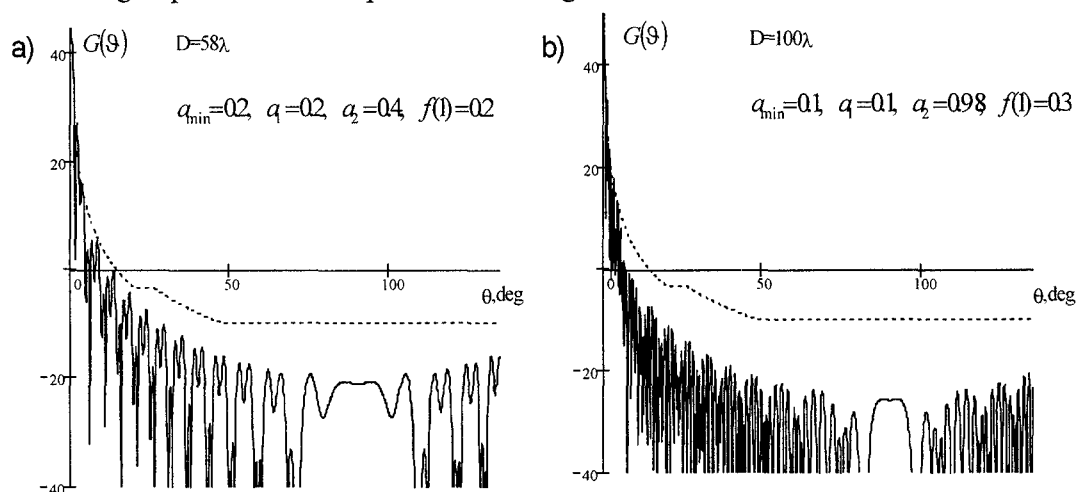 a) G(ϑ) D=58λ
a_min=0.2, a_1=0.2, a_2=0.4, f(1)=0.2
40
20
0 50 100
θ,deg
-20
-40
b) G(ϑ) D=100λ
a_min=0.1, a_1=0.1, a_2=0.98, f(1)=0.3
40
20
0 50 100
θ,deg
-20
-40